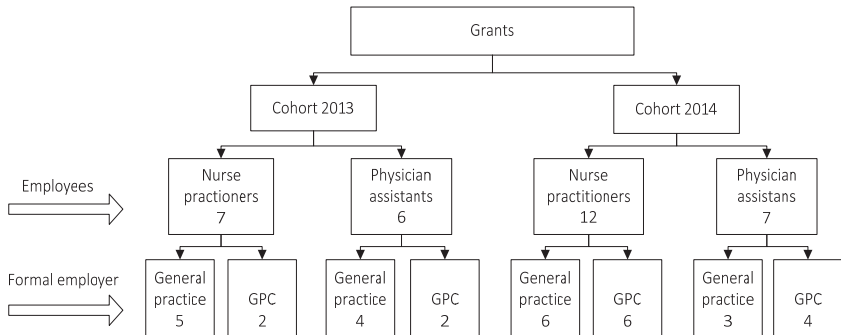 Grants
Cohort 2013
Cohort 2014
Employees
Nurse
practioners
7
Physician
assistants
6
Nurse
practitioners
12
Physician
assistans
7
Formal employer
General
practice
5
GPC
2
General
practice
4
GPC
2
General
practice
6
GPC
6
General
practice
3
GPC
4